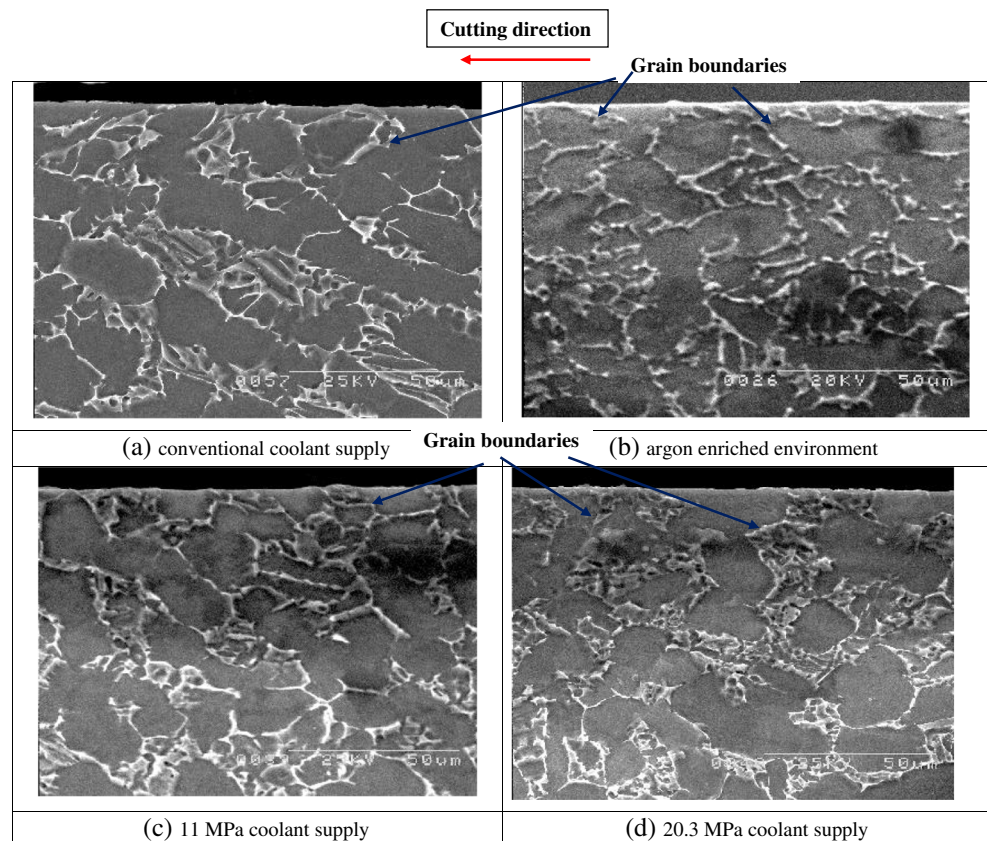 Cutting direction
Grain boundaries
0057 25KV 50um
0026 20KV 50um
(a) conventional coolant supply
Grain boundaries
(b) argon enriched environment
50um
50um
(c) 11 MPa coolant supply
(d) 20.3 MPa coolant supply